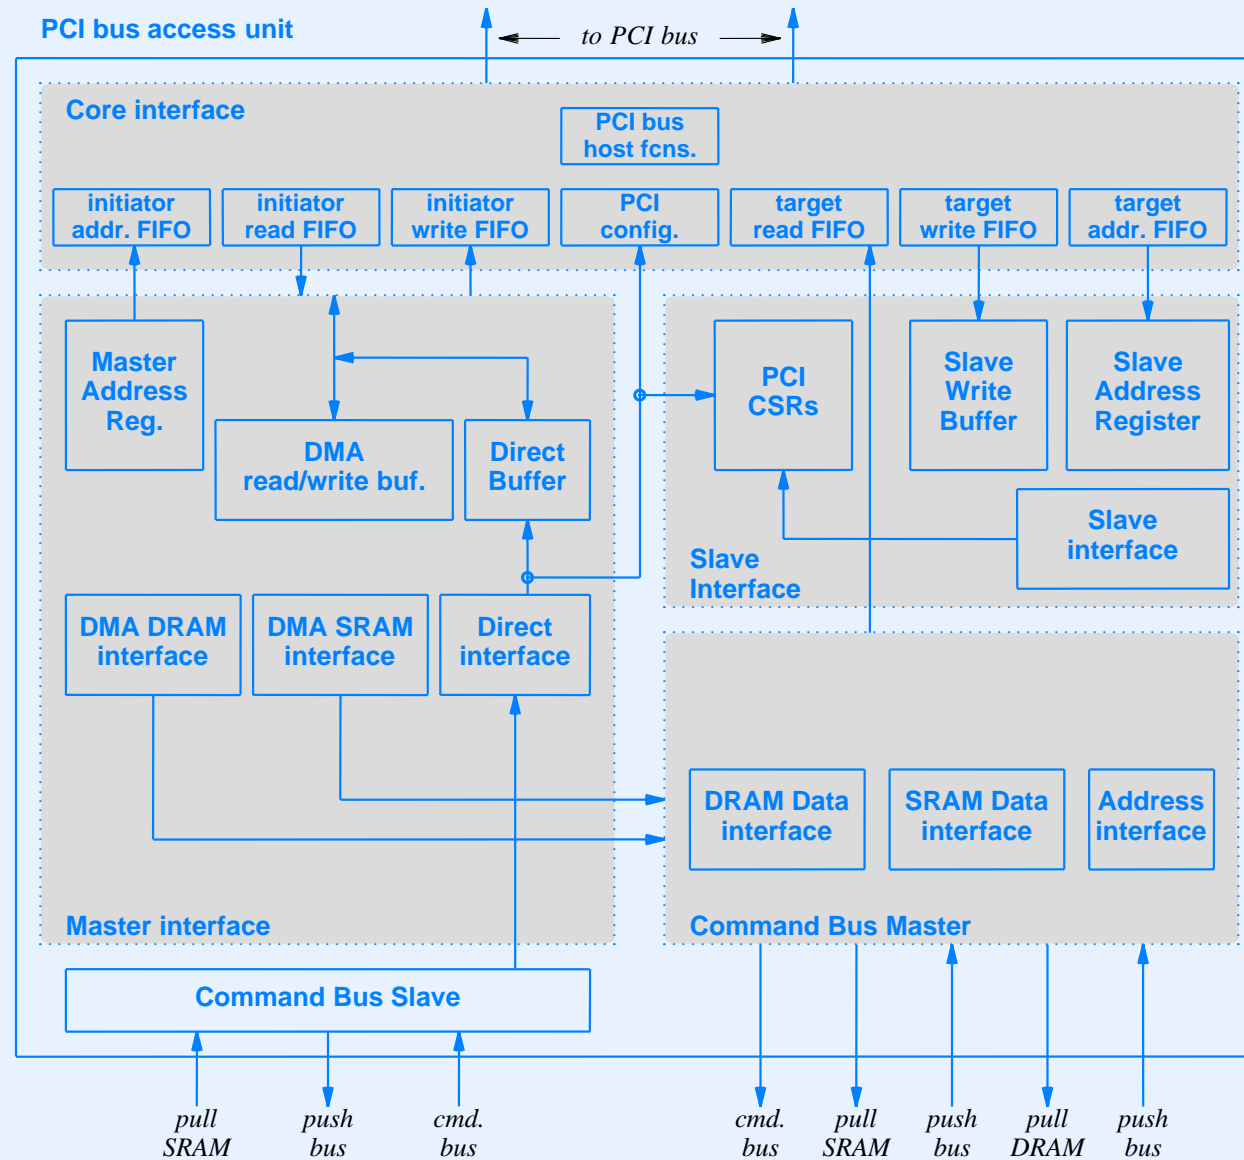 PCI bus access unit
to PCI bus
Core interface
PCI bus
host fcns.
initiator
addr. FIFO
initiator
read FIFO
initiator
write FIFO
PCI
config.
target
read FIFO
target
write FIFO
target
addr. FIFO
Master
Address
Reg.
DMA
read/write buf.
Direct
Buffer
DMA DRAM
interface
DMA SRAM
interface
Direct
interface
Master interface
PCI
CSRs
Slave
Write
Buffer
Slave
Address
Register
Slave
interface
Slave
Interface
DRAM Data
interface
SRAM Data
interface
Address
interface
Command Bus Master
Command Bus Slave
pull
SRAM
push
bus
cmd.
bus
cmd.
bus
pull
SRAM
push
bus
pull
DRAM
push
bus